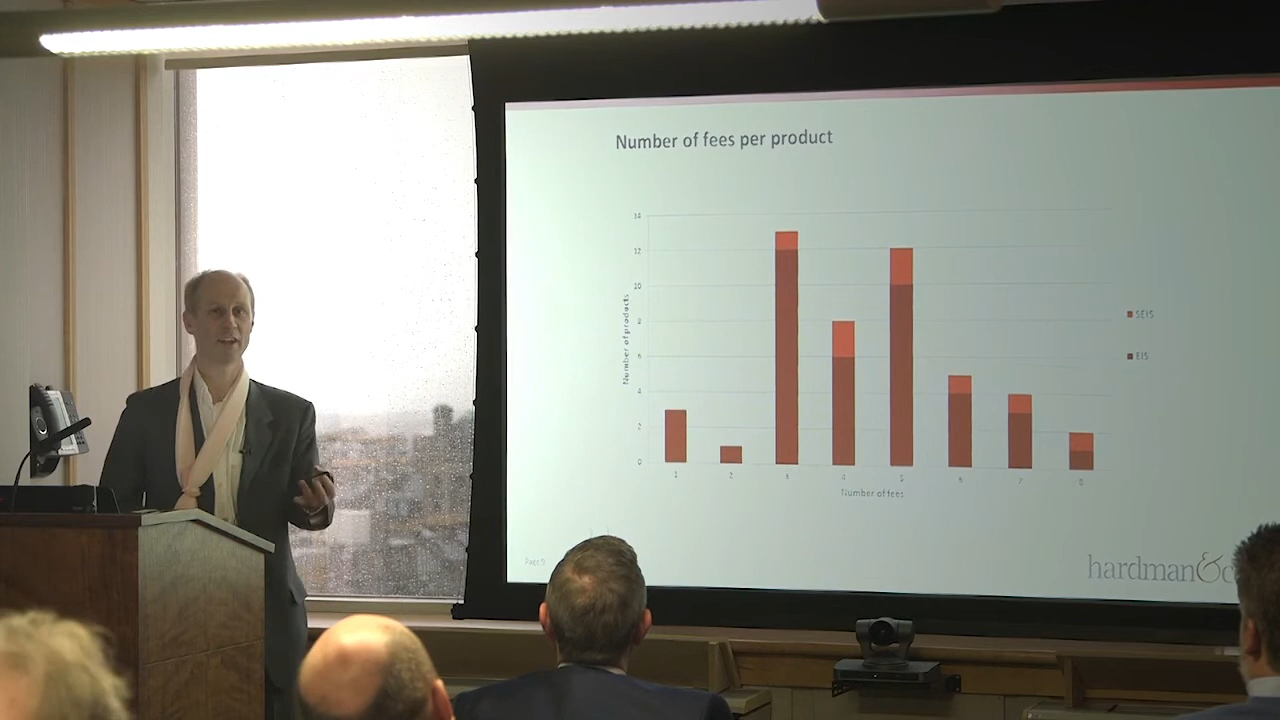 Number of fees per product
14
12
10
8
6
4
2
0
Number of products
1
2
3
4
5
6
7
8
Number of fees
SEIS
EIS
hardman&c